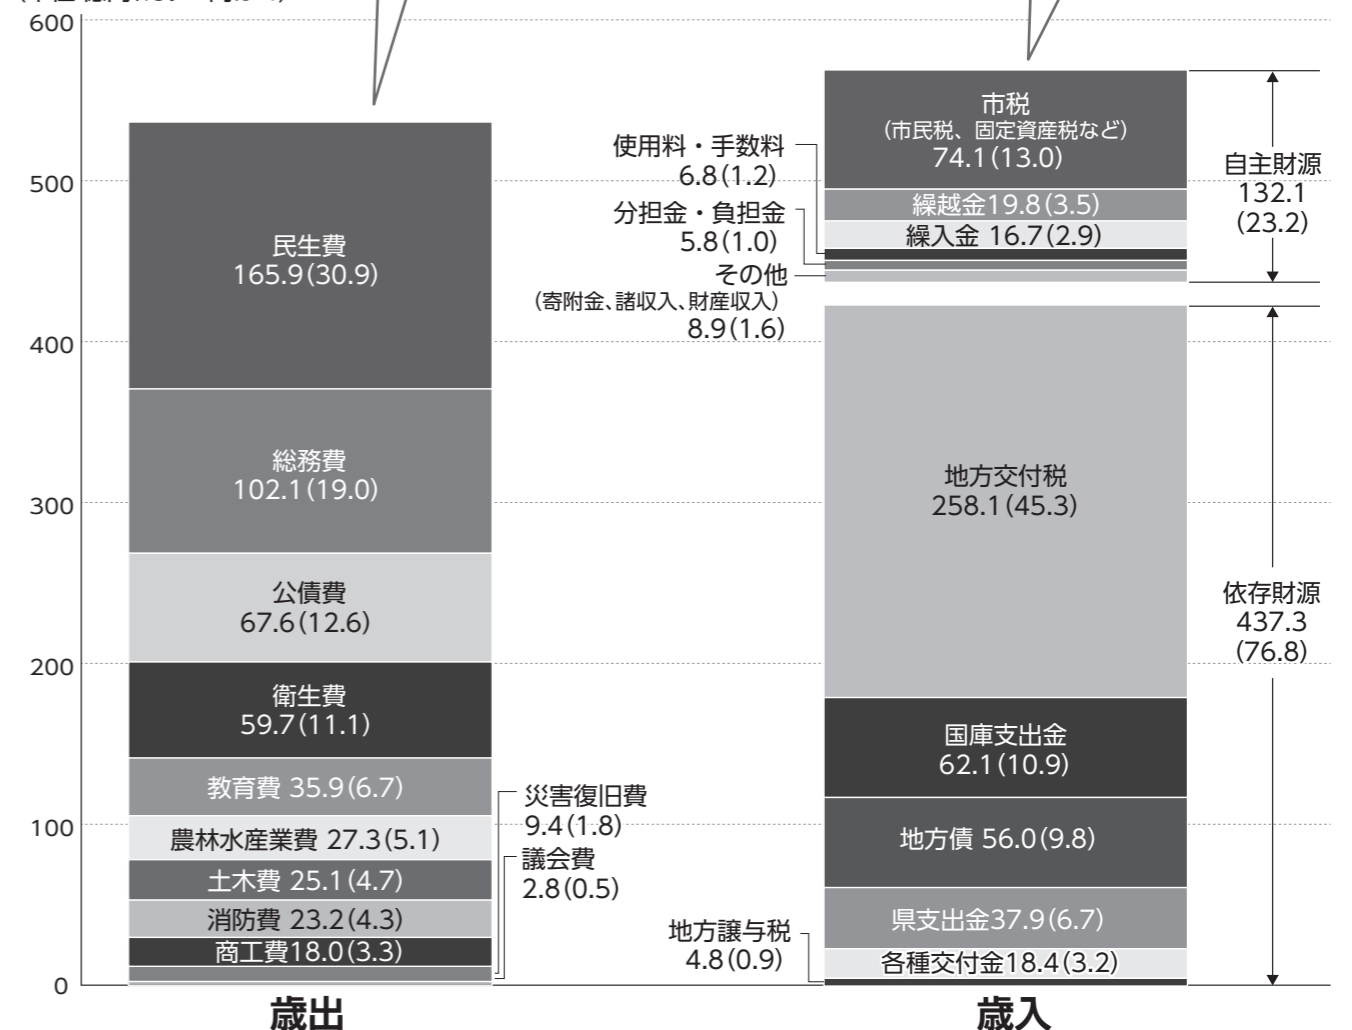 600
500
400
300
200
100
0
民生費
165.9(30.9)
総務費
102.1(19.0)
公債費
67.6(12.6)
衛生費
59.7(11.1)
教育費 35.9(6.7)
農林水産業費 27.3(5.1)
土木費 25.1(4.7)
消防費 23.2(4.3)
商工費18.0(3.3)
災害復旧費
9.4(1.8)
議会費
2.8(0.5)
歳出
市税
(市民税、固定資産税など)
74.1(13.0)
繰越金19.8(3.5)
繰入金 16.7(2.9)
使用料・手数料
6.8(1.2)
分担金・負担金
5.8(1.0)
その他
(寄附金、諸収入、財産収入)
8.9(1.6)
自主財源
132.1
(23.2)
地方交付税
258.1(45.3)
国庫支出金
62.1(10.9)
地方債 56.0(9.8)
県支出金37.9(6.7)
各種交付金18.4(3.2)
地方譲与税
4.8(0.9)
依存財源
437.3
(76.8)
歳入